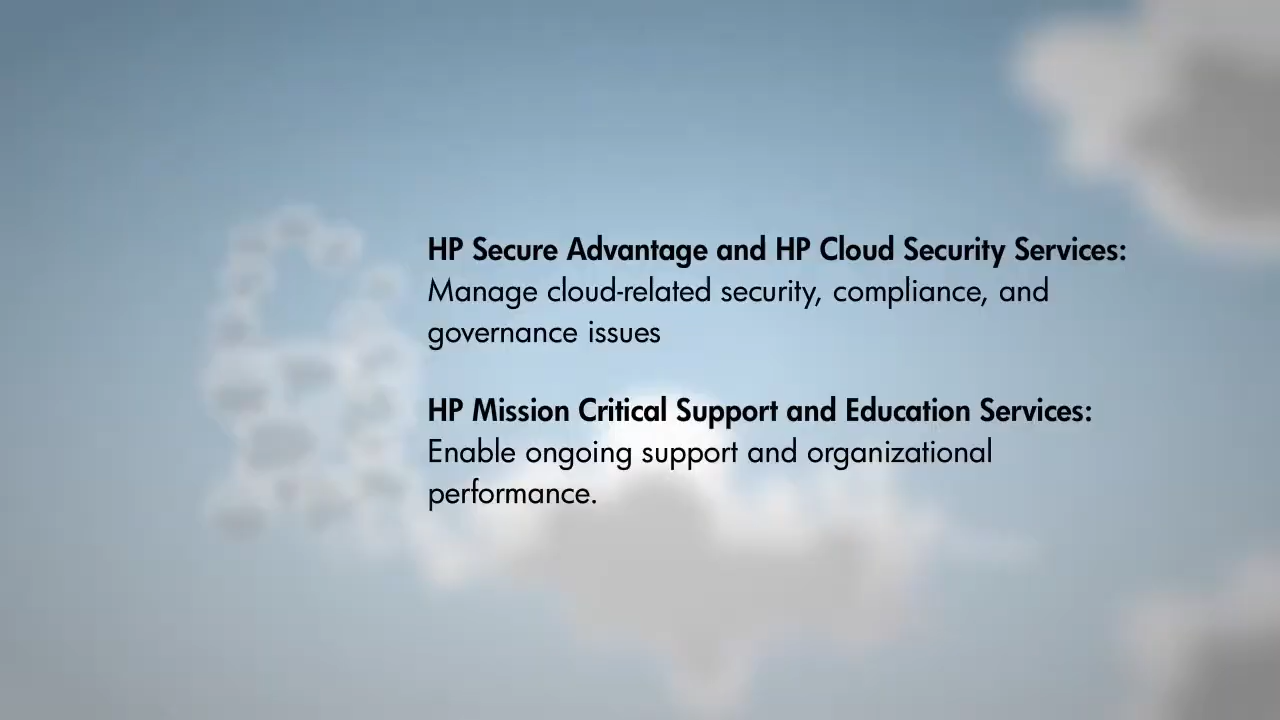 HP Secure Advantage and HP Cloud Security Services:
Manage cloud-related security, compliance, and
governance issues
HP Mission Critical Support and Education Services:
Enable ongoing support and organizational
performance.